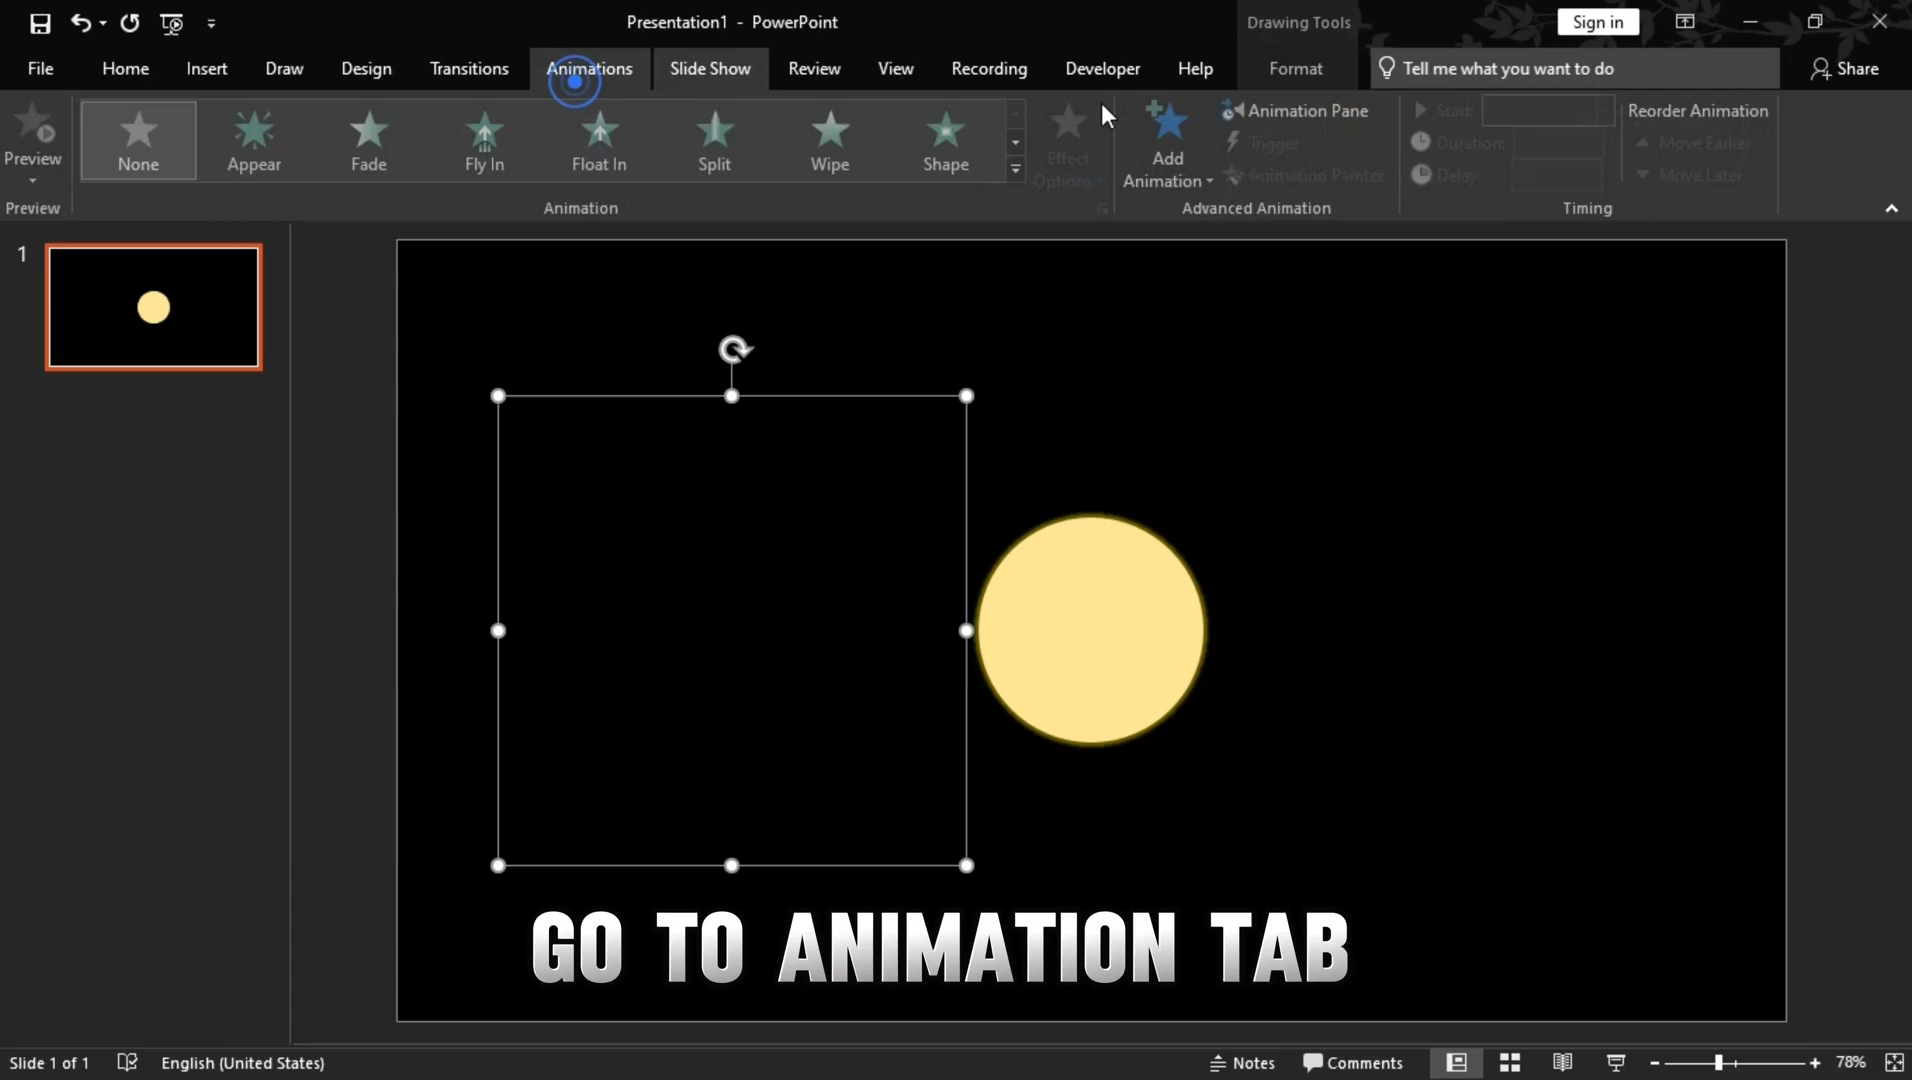 Presentation1 - PowerPoint
Drawing Tools
Sign in
File Home Insert Draw Design Transitions Animations Slide Show Review View Recording Developer Help Format Tell me what you want to do Share
Preview
None Appear Fade Fly In Float In Split Wipe Shape
Effect Options
Add Animation
Animation Pane
Trigger
Animation Painter
Start:
Duration:
Delay:
Reorder Animation
Move Earlier
Move Later
Preview Animation Advanced Animation Timing
1
GO TO ANIMATION TAB
Slide 1 of 1 English (United States) Notes Comments 78%